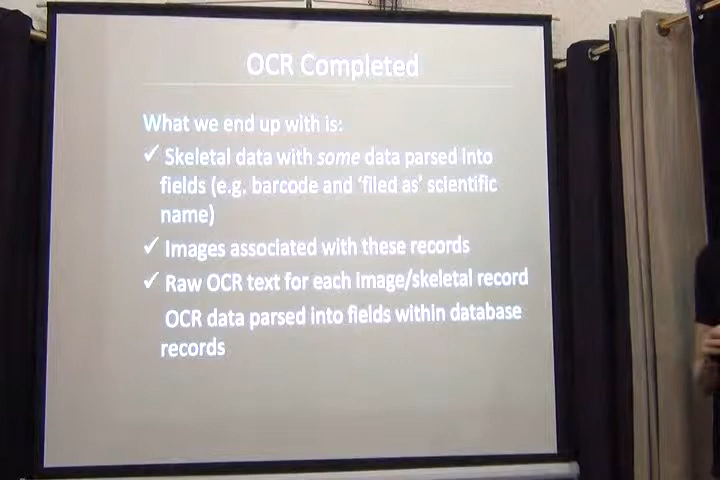 OCR Completed
What we end up with is:
✓ Skeletal data with some data parsed into
fields (e.g. barcode and ‘filed as’ scientific
name)
✓ Images associated with these records
✓ Raw OCR text for each image/skeletal record
OCR data parsed into fields within database
records